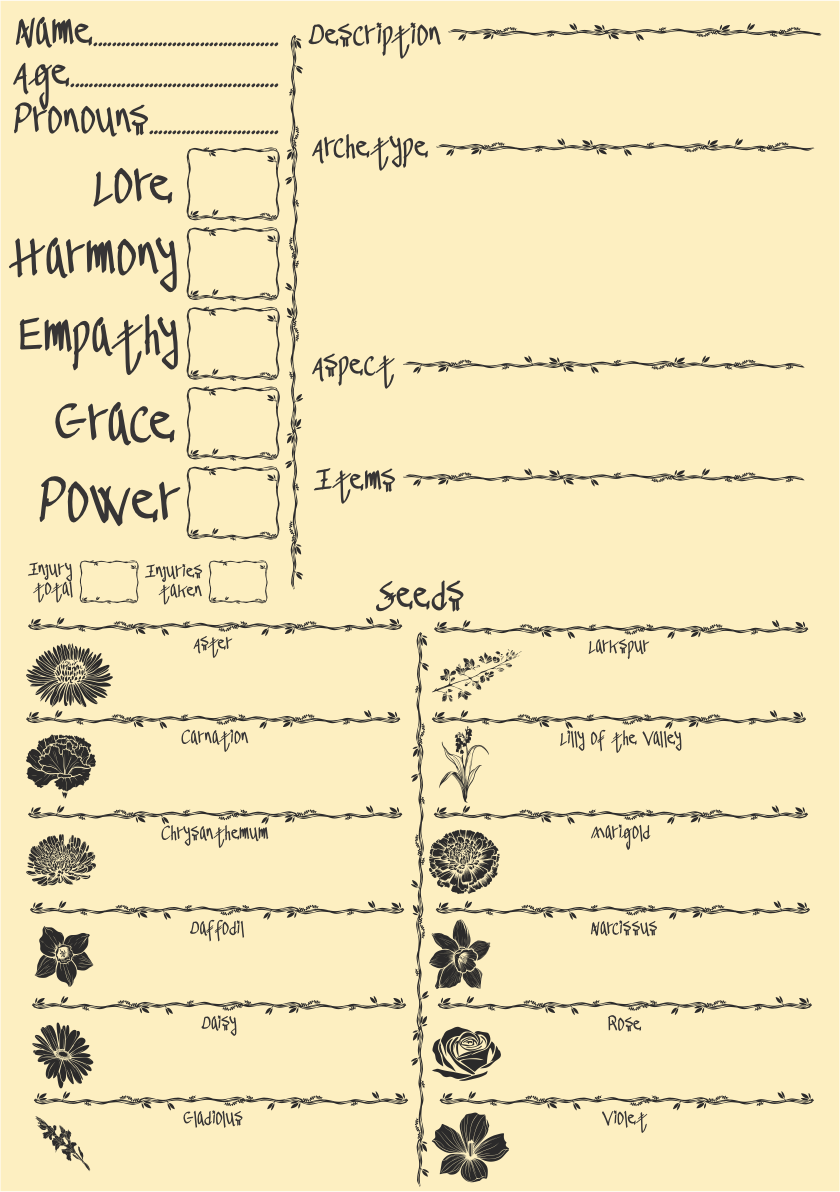 Name
Age
Pronouns
Lore
Harmony
Empathy
Grace
Power
Injury
total
Injuries
taken
Description
Archetype
Aspect
Items
Seeds
Aster
Carnation
Chrysanthemum
Daffodil
Daisy
Gladiolus
Larkspur
Lilly of the Valley
Marigold
Narcissus
Rose
Violet